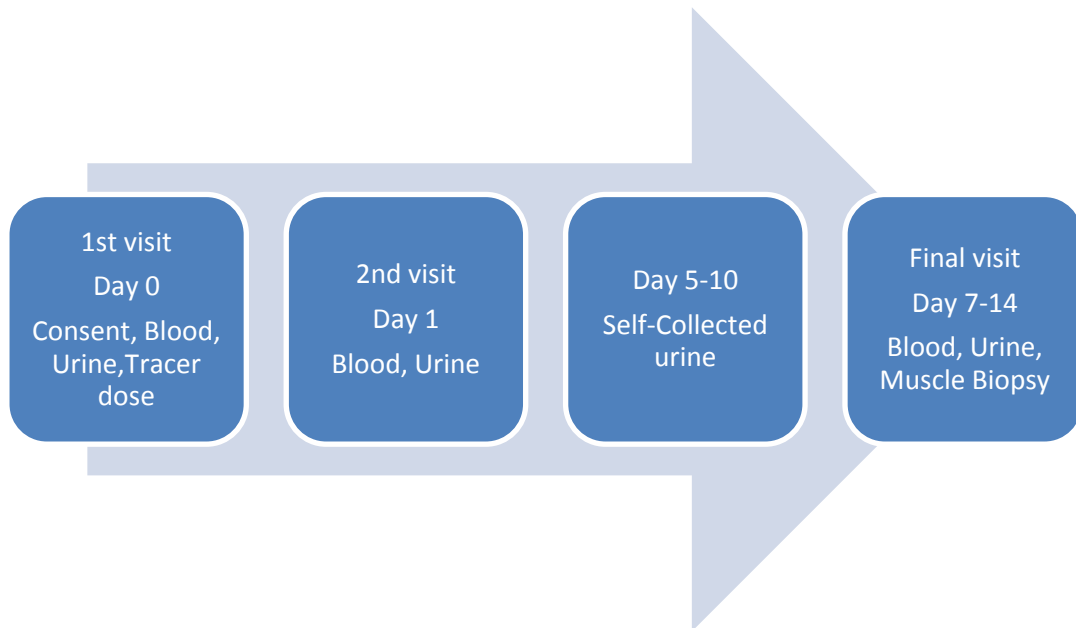 1st visit
Day 0
Consent, Blood,
Urine,Tracer
dose
2nd visit
Day 1
Blood, Urine
Day 5-10
Self-Collected
urine
Final visit
Day 7-14
Blood, Urine,
Muscle Biopsy